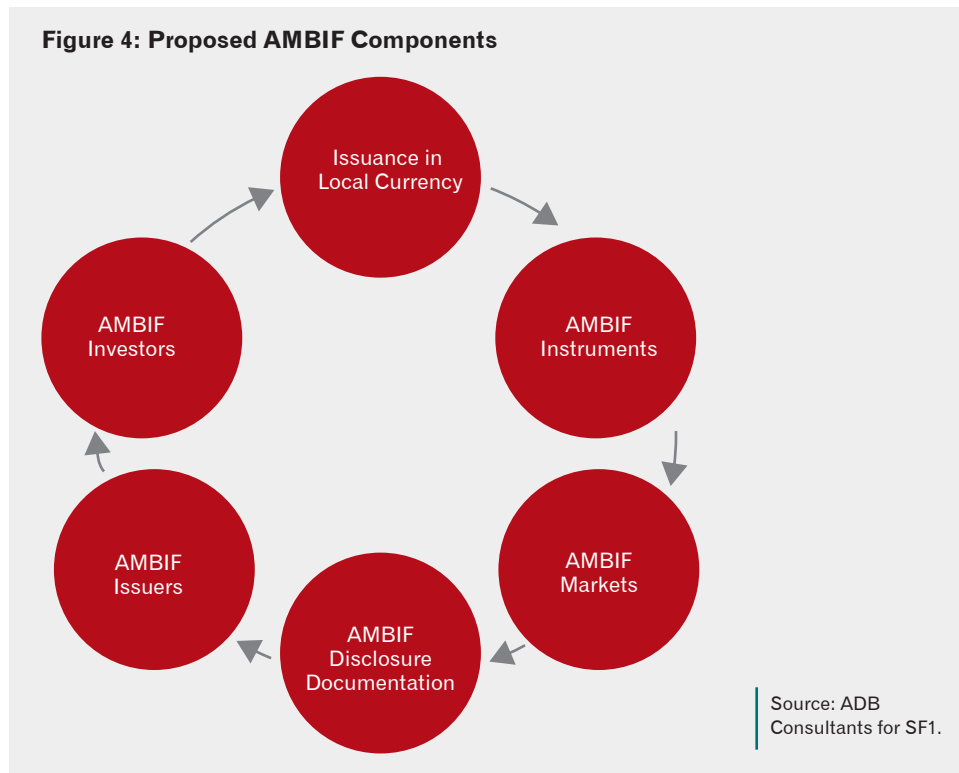 Figure 4: Proposed AMBIF Components
Issuance in
Local Currency
AMBIF
Instruments
AMBIF
Markets
AMBIF
Disclosure
Documentation
AMBIF
Issuers
AMBIF
Investors
Source: ADB
Consultants for SF1.